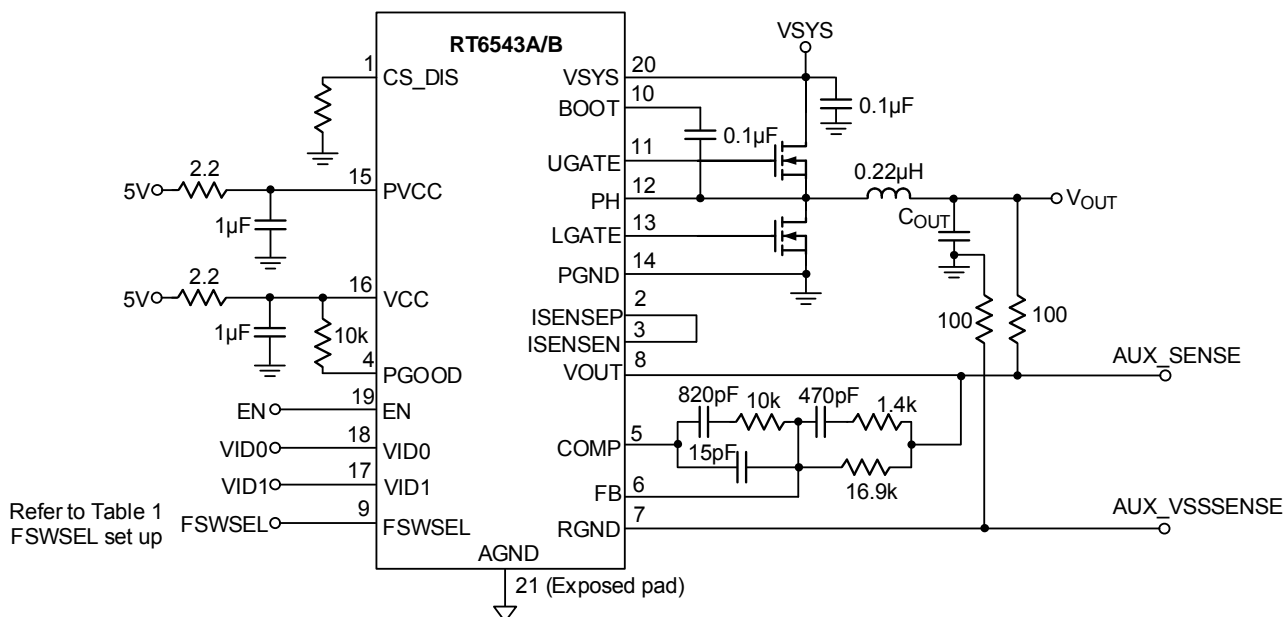 RT6543A/B
VSYS
1
CS_DIS
20
VSYS
10
BOOT
0.1µF
0.1µF
11
UGATE
0.22µH
2.2
5V
15
PVCC
1µF
12
PH
VOUT
COUT
13
LGATE
14
PGND
2.2
5V
16
VCC
1µF
10k
2
ISENSEP
3
ISENSEN
100
100
4
PGOOD
8
VOUT
AUX_SENSE
19
EN
EN
820pF
10k
470pF
1.4k
18
VID0
VID0
5
COMP
15pF
17
VID1
VID1
16.9k
6
FB
Refer to Table 1
FSWSEL set up
9
FSWSEL
FSWSEL
7
RGND
AUX_VSSSENSE
AGND
21 (Exposed pad)